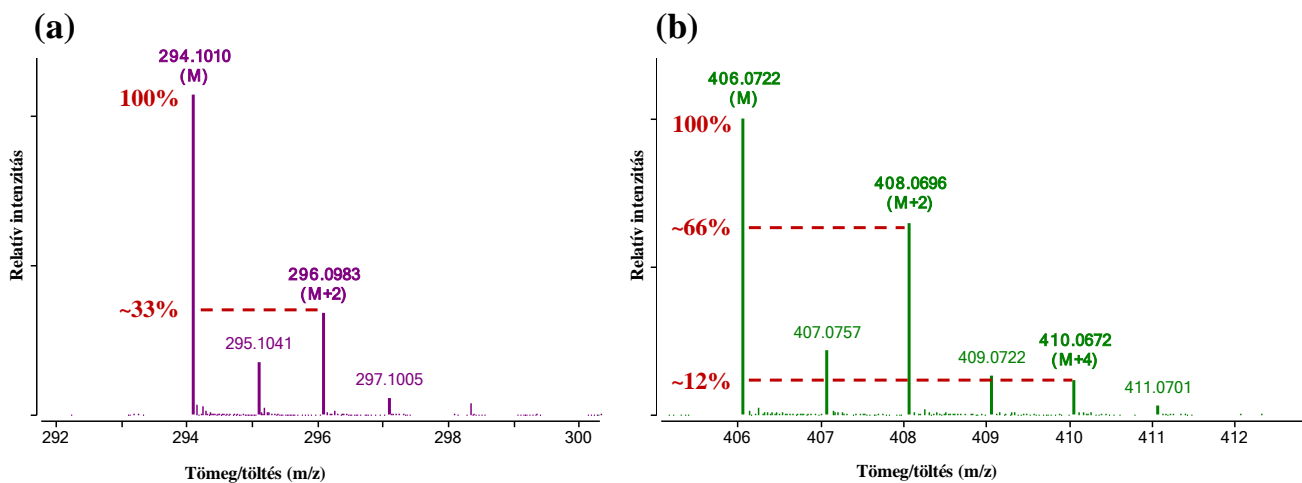 (a)
294.1010
(M)
100%
296.0983
(M+2)
~33%
295.1041
297.1005
Relatív intenzitás
292
294
296
298
300
Tömeg/töltés (m/z)
(b)
406.0722
(M)
100%
408.0696
(M+2)
~66%
407.0757
409.0722
410.0672
(M+4)
~12%
411.0701
Relatív intenzitás
406
407
408
409
410
411
412
Tömeg/töltés (m/z)